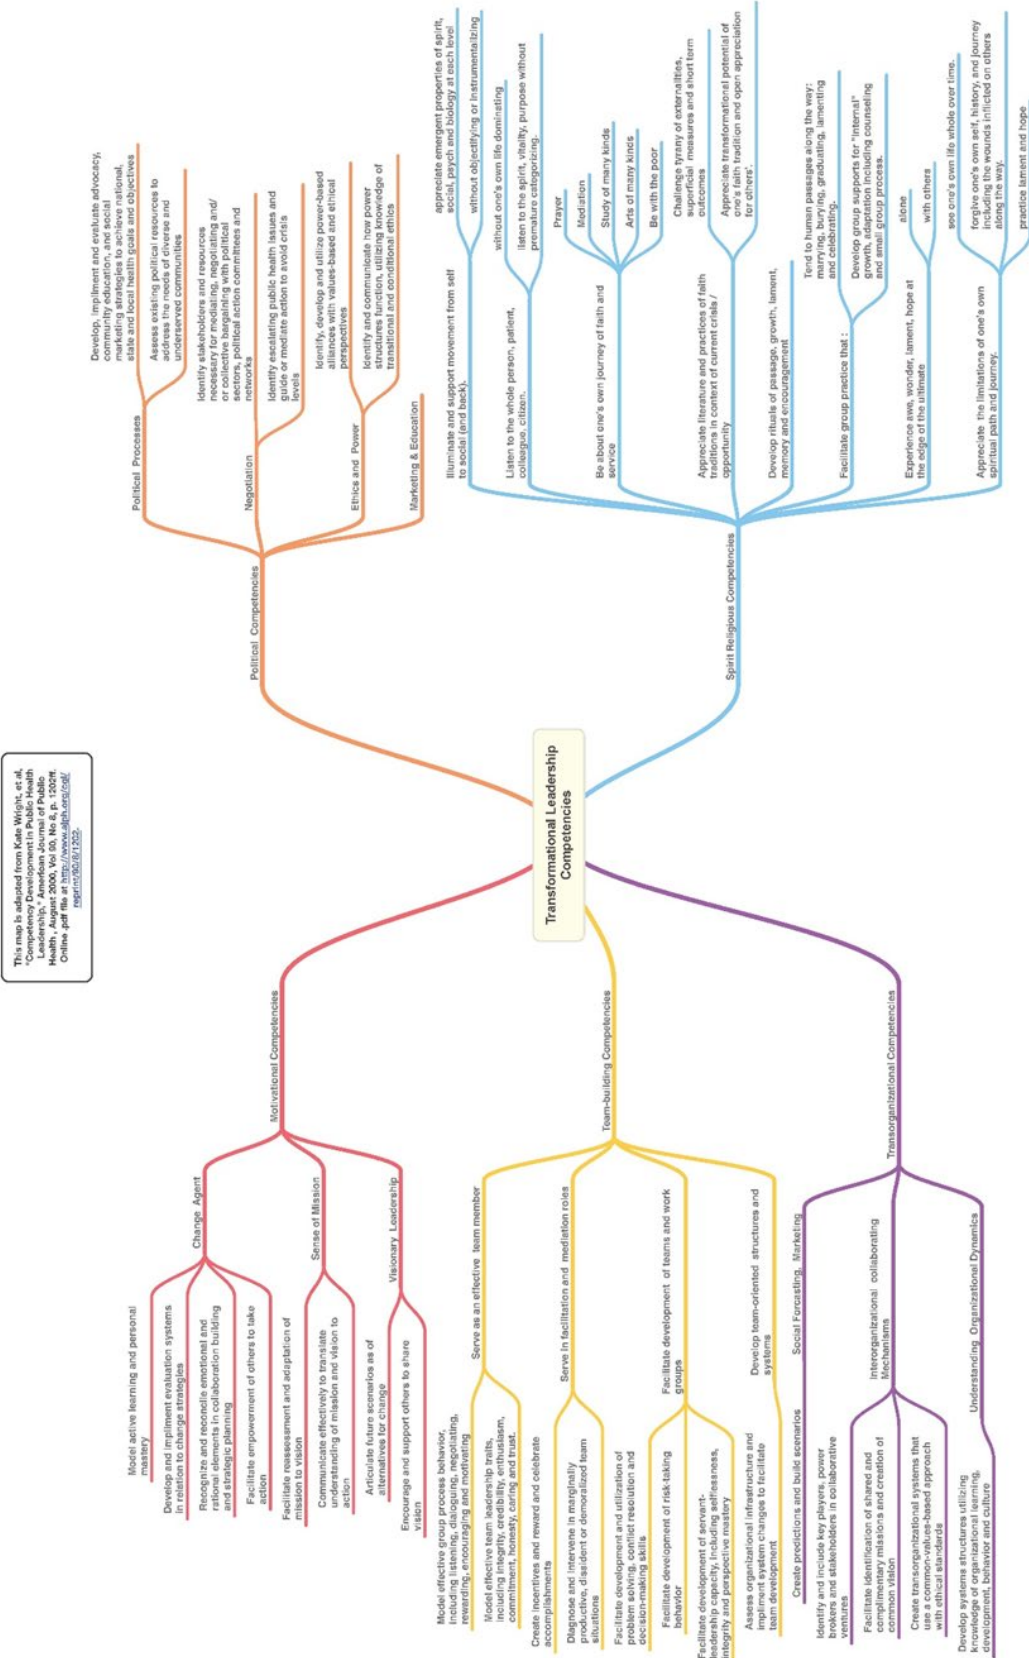 This map is adapted from Kate Wright, et al,
"Competency Development in Public Health
Leadership," American Journal of Public
Health, August 2000, Vol 90, No 8, p. 1202ff.
Online .pdf file at http://www.ajph.org/cgi/
reprint/90/8/1202.
Transformational Leadership
Competencies
Motivational Competencies
Change Agent
Model active learning and personal
mastery
Develop and impliment evaluation systems
in relation to change strategies
Recognize and reconcile emotional and
rational elements in collaboration building
and strategic planning
Facilitate empowerment of others to take
action
Sense of Mission
Facilitate reassessment and adaptation of
mission to vision
Communicate effectively to translate
understanding of mission and vision to
action
Visionary Leadership
Articulate future scenarios as of
alternatives for change
Encourage and support others to share
vision
Team-building Competencies
Serve as an effective team member
Model effective group process behavior,
including listening, dialoguing, negotiating,
rewarding, encouraging and motivating
Model effective team leadership traits,
including integrity, credibility, enthusiasm,
commitment, honesty, caring and trust.
Serve in facilitation and mediation roles
Create incentives and reward and celebrate
accomplishments
Diagnose and intervene in marginally
productive, dissident or demoralized team
situations
Facilitate development of teams and work
groups
Facilitate development and utilization of
problem solving, conflict resolution and
decision-making skills
Facilitate development of risk-taking
behavior
Facilitate development of servant-
leadership capacity, including selflessness,
integrity and perspective mastery
Develop team-oriented structures and
systems
Assess organizational infrastructure and
impliment system changes to facilitate
team development
Transorganizational Competencies
Social Forcasting, Marketing
Create predictions and build scenarios
Interorganizational collaborating
Mechanisms
Identify and include key players, power
brokers and stakeholders in collaborative
ventures
Facilitate identification of shared and
complimentary missions and creation of
common vision
Create transorganizational systems that
use a common-values-based approach
with ethical standards
Understanding Organizational Dynamics
Develop systems structures utilizing
knowledge of organizational learning,
development, behavior and culture
Political Competencies
Political Processes
Develop, impilment and evaluate advocacy,
community education, and social
marketing strategies to achieve national,
state and local health goals and objectives
Assess existing political resources to
address the needs of diverse and
underserved communities
Negotiation
Identify stakeholders and resources
necessary for mediating, negotiating and/
or collective bargaining with political
sectors, political action committees and
networks
Identify escalating public health issues and
guide or mediate action to avoid crisis
levels
Ethics and Power
Identify, develop and utilize power-based
alliances with values-based and ethical
perspectives
Identify and communicate how power
structures function, utilizing knowledge of
transitional and conditional ethics
Marketing & Education
Spirit Religious Competencies
Illuminate and support movement from self
to social (and back).
appreciate emergent properties of spirit,
social, psych and biology at each level
without objectifying or instrumentalizing
Listen to the whole person, patient,
colleague, citizen.
without one's own life dominating
listen to the spirit, vitality, purpose without
premature categorizing.
Be about one's own journey of faith and
service
Prayer
Mediation
Study of many kinds
Arts of many kinds
Be with the poor
Appreciate literature and practices of faith
traditions in context of current crisis /
opportunity
Challenge tyrany of externalities,
superficial measures and short term
outcomes
Appreciate transformational potential of
one's faith tradition and open appreciation
for others'.
Develop rituals of passage, growth, lament,
memory and encouragement
Facilitate group practice that :
Tend to human passages along the way:
marrying, burying, graduating, lamenting
and celebrating.
Develop group supports for "internal"
growth, adaptation including counseling
and small group process.
Experience awe, wonder, lament, hope at
the edge of the ultimate
alone
with others
Appreciate the limitations of one's own
spiritual path and journey.
see one's own life whole over time.
forgive one's own self, history, and journey
including the wounds inflicted on others
along the way.
practice lament and hope